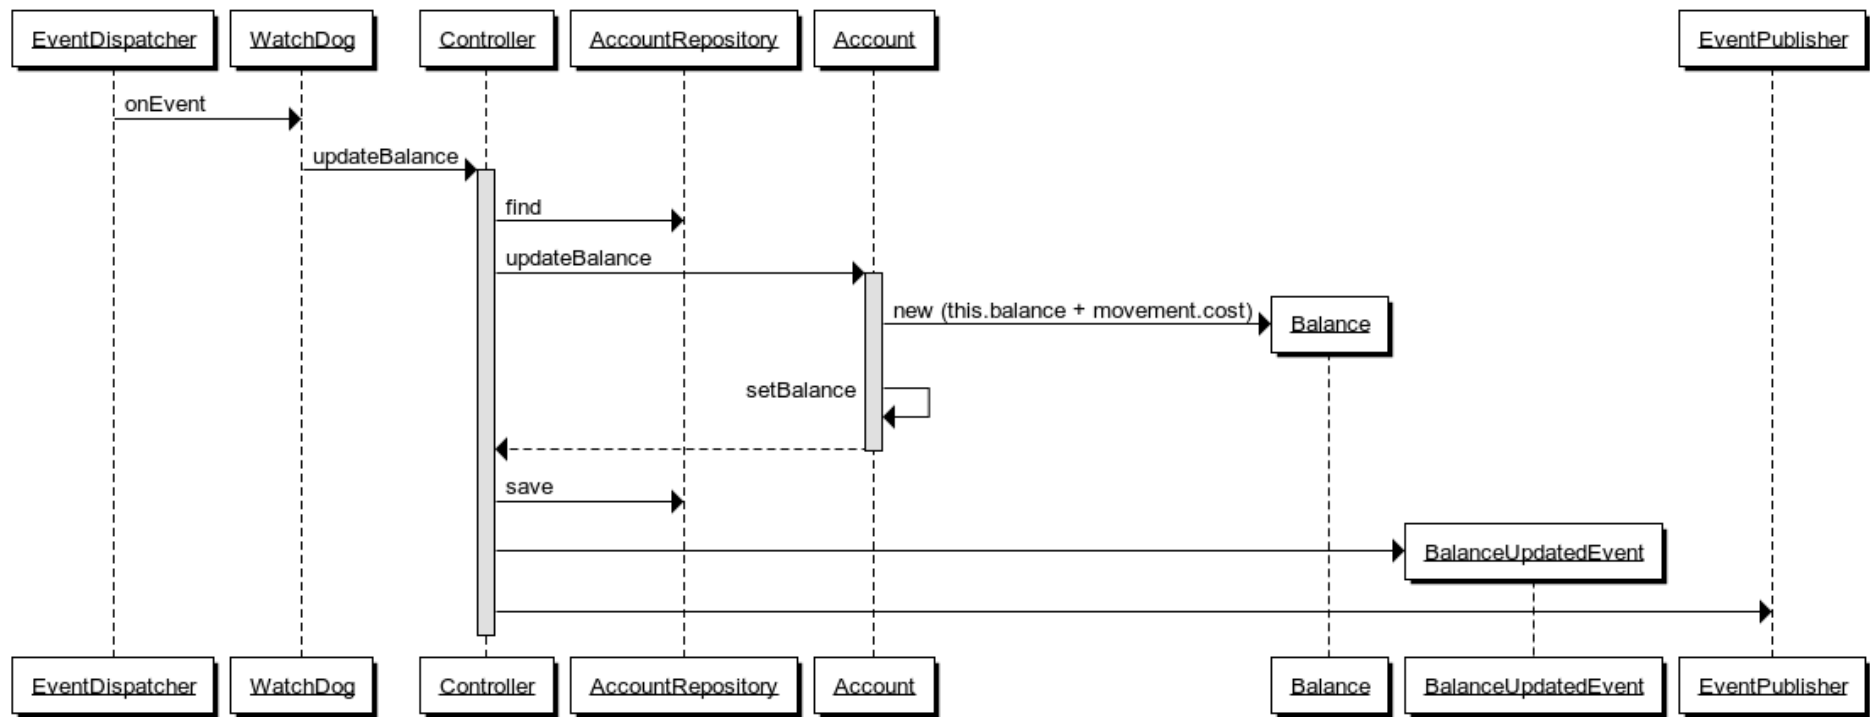 EventDispatcher
WatchDog
Controller
AccountRepository
Account
EventPublisher
onEvent
updateBalance
find
updateBalance
new (this.balance + movement.cost)
Balance
setBalance
save
BalanceUpdatedEvent
EventDispatcher
WatchDog
Controller
AccountRepository
Account
Balance
BalanceUpdatedEvent
EventPublisher